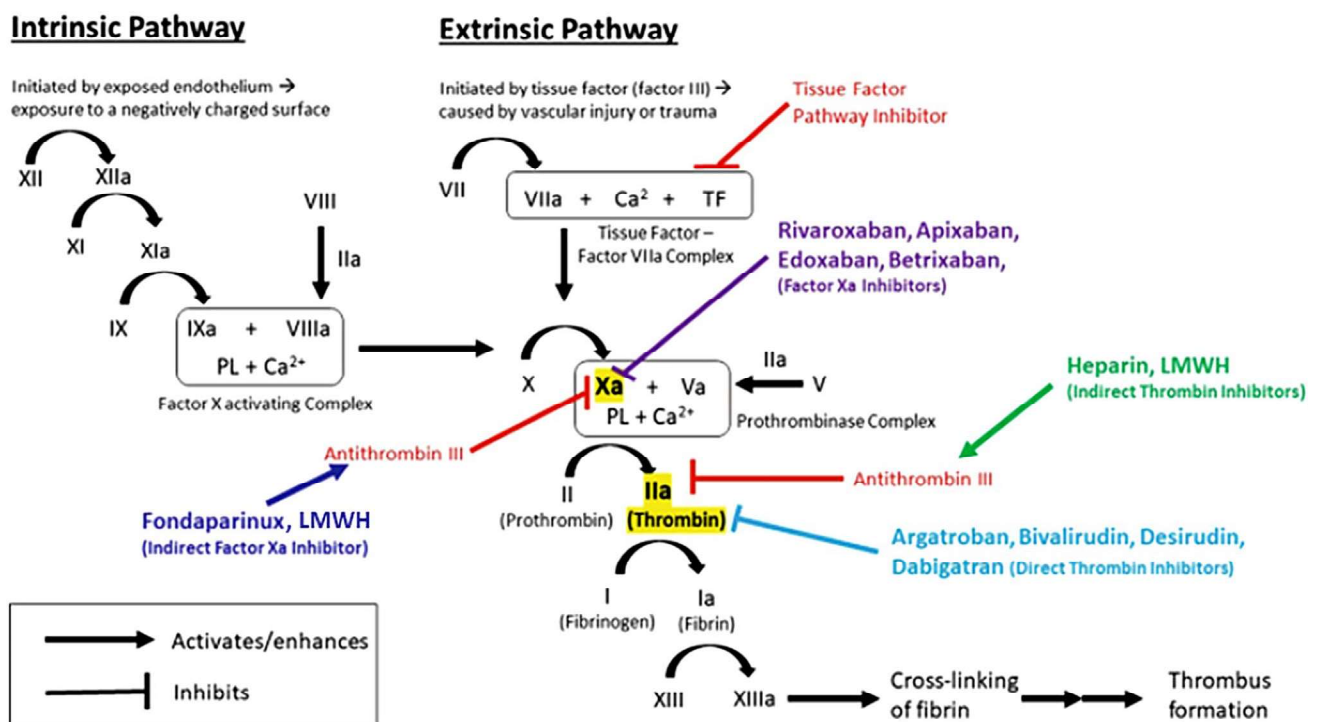 Intrinsic Pathway
Initiated by exposed endothelium →
exposure to a negatively charged surface
XII
XIIa
XI
XIa
VIII
IIa
IX
IXa + VIIIa
PL + Ca²⁺
Factor X activating Complex
Extrinsic Pathway
Initiated by tissue factor (factor III) →
caused by vascular injury or trauma
Tissue Factor
Pathway Inhibitor
VII
VIIa + Ca² + TF
Tissue Factor –
Factor VIIa Complex
Rivaroxaban, Apixaban,
Edoxaban, Betrixaban,
(Factor Xa Inhibitors)
X
Xa + Va
PL + Ca²⁺
IIa
V
Prothrombinase Complex
Heparin, LMWH
(Indirect Thrombin Inhibitors)
Antithrombin III
Antithrombin III
Fondaparinux, LMWH
(Indirect Factor Xa Inhibitor)
II
(Prothrombin)
IIa
(Thrombin)
Argatroban, Bivalirudin, Desirudin,
Dabigatran (Direct Thrombin Inhibitors)
I
(Fibrinogen)
Ia
(Fibrin)
XIII
XIIIa
Cross-linking
of fibrin
Thrombus
formation
Activates/enhances
Inhibits